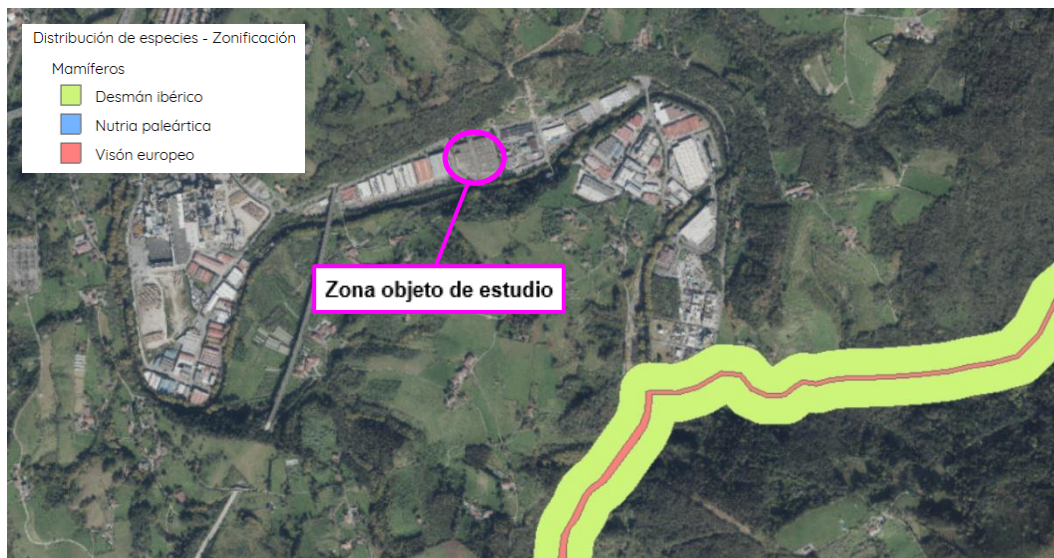 Distribución de especies - Zonificación
Mamíferos
Desmán ibérico
Nutria paleártica
Visón europeo
Zona objeto de estudio